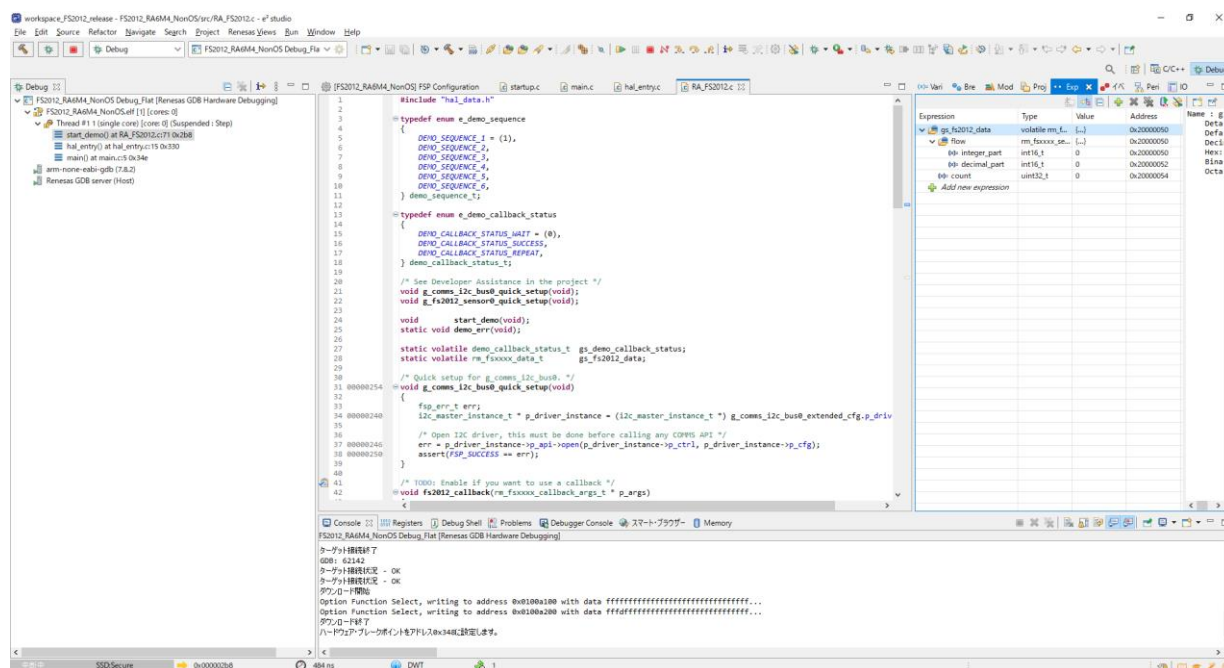 workspace_FS2012_release - FS2012_RA6M4_NonOS/src/RA_FS2012.c - e² studio
File Edit Source Refactor Navigate Search Project Renesas Views Run Window Help
Debug
FS2012_RA6M4_NonOS Debug_Fla
C/C++
Debu
Debug
FS2012_RA6M4_NonOS Debug_Flat [Renesas GDB Hardware Debugging]
FS2012_RA6M4_NonOS.elf [1] [cores: 0]
Thread #1 1 (single core) [core: 0] (Suspended : Step)
start_demo() at RA_FS2012.c:71 0x2b8
hal_entry() at hal_entry.c:15 0x330
main() at main.c:5 0x34e
arm-none-eabi-gdb (7.8.2)
Renesas GDB server (Host)
[FS2012_RA6M4_NonOS] FSP Configuration
startup.c
main.c
hal_entry.c
RA_FS2012.c
1 #include "hal_data.h"
2
3 typedef enum e_demo_sequence
4 {
5 DEMO_SEQUENCE_1 = (1),
6 DEMO_SEQUENCE_2,
7 DEMO_SEQUENCE_3,
8 DEMO_SEQUENCE_4,
9 DEMO_SEQUENCE_5,
10 DEMO_SEQUENCE_6,
11 } demo_sequence_t;
12
13 typedef enum e_demo_callback_status
14 {
15 DEMO_CALLBACK_STATUS_WAIT = (0),
16 DEMO_CALLBACK_STATUS_SUCCESS,
17 DEMO_CALLBACK_STATUS_REPEAT,
18 } demo_callback_status_t;
19
20 /* See Developer Assistance in the project */
21 void g_comms_i2c_bus0_quick_setup(void);
22 void g_fs2012_sensor0_quick_setup(void);
23
24 void start_demo(void);
25 static void demo_err(void);
26
27 static volatile demo_callback_status_t gs_demo_callback_status;
28 static volatile rm_fsxxxx_data_t gs_fs2012_data;
29
30 /* Quick setup for g_comms_i2c_bus0. */
31 00000254 void g_comms_i2c_bus0_quick_setup(void)
32 {
33 fsp_err_t err;
34 00000240 i2c_master_instance_t * p_driver_instance = (i2c_master_instance_t *) g_comms_i2c_bus0_extended_cfg.p_driv
35
36 /* Open I2C driver, this must be done before calling any COMMS API */
37 00000246 err = p_driver_instance->p_api->open(p_driver_instance->p_ctrl, p_driver_instance->p_cfg);
38 00000250 assert(FSP_SUCCESS == err);
39 }
40
41 /* TODO: Enable if you want to use a callback */
42 void fs2012_callback(rm_fsxxxx_callback_args_t * p_args)
Vari
Bre
Mod
Proj
Exp
イベ
Peri
IO
Expression Type Value Address
gs_fs2012_data volatile rm_f... {...} 0x20000050
flow rm_fsxxxx_se... {...} 0x20000050
integer_part int16_t 0 0x20000050
decimal_part int16_t 0 0x20000052
count uint32_t 0 0x20000054
Add new expression
Name : g
Deta
Defa
Deci
Hex:
Bina
Octa
Console Registers Debug Shell Problems Debugger Console スマート・ブラウザー Memory
FS2012_RA6M4_NonOS Debug_Flat [Renesas GDB Hardware Debugging]
ターゲット接続終了
GDB: 62142
ターゲット接続状況 - OK
ターゲット接続状況 - OK
ダウンロード開始
Option Function Select, writing to address 0x0100a100 with data ffffffffffffffffffffffffffffffff...
Option Function Select, writing to address 0x0100a200 with data fffdffffffffffffffffffffffffffff...
ダウンロード終了
ハードウェア・ブレークポイントをアドレス0x348に設定します。
SSD:Secure
0x000002b8
484 ns
DWT
1